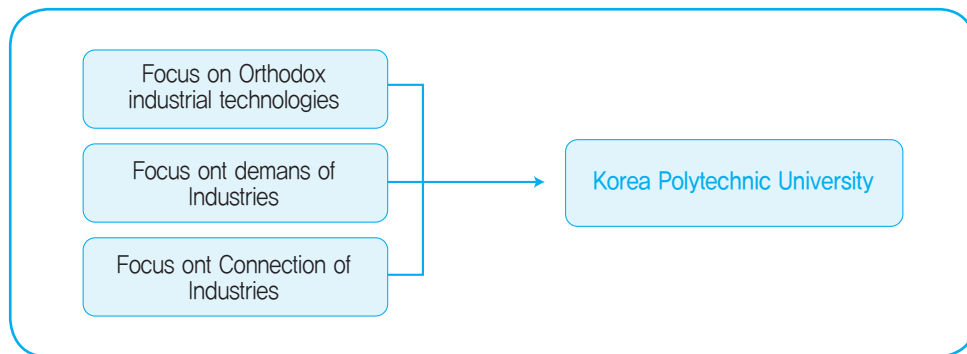 Focus on Orthodox
industrial technologies
Focus ont demans of
Industries
Focus ont Connection of
Industries
Korea Polytechnic University